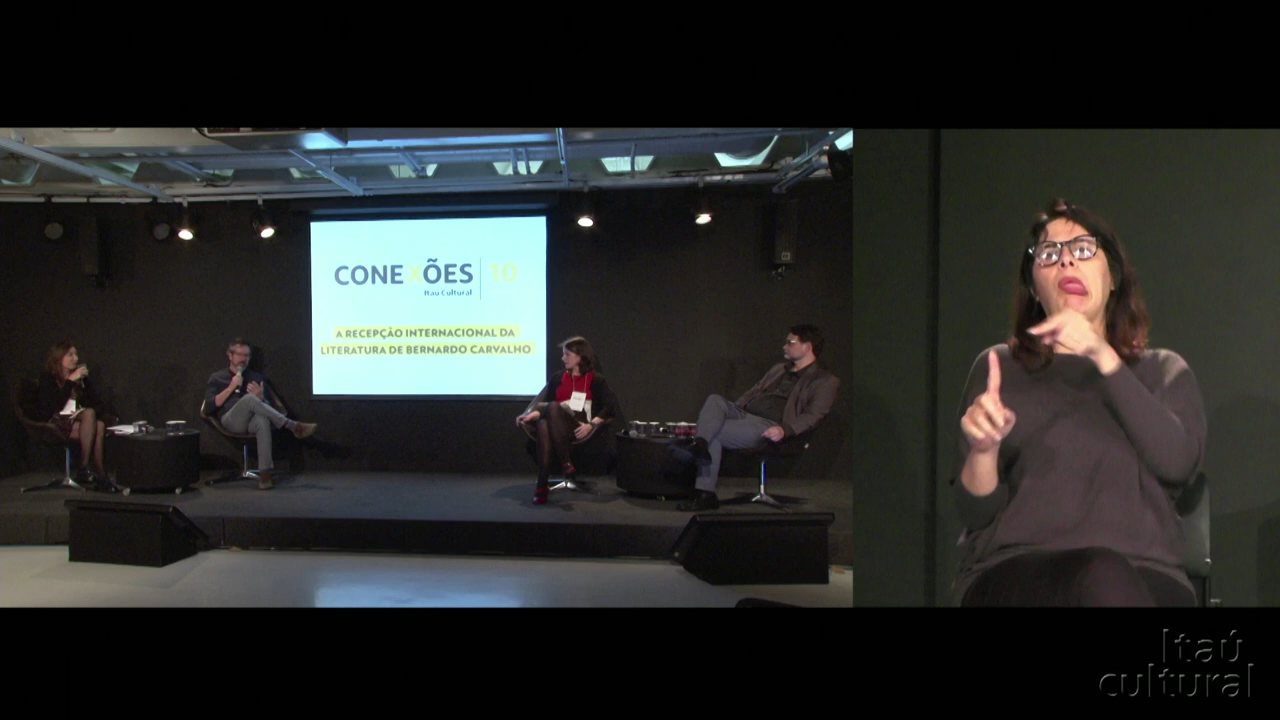 CONEXÕES 10
Itaú Cultural
A RECEPÇÃO INTERNACIONAL DA
LITERATURA DE BERNARDO CARVALHO
Itaú
cultural